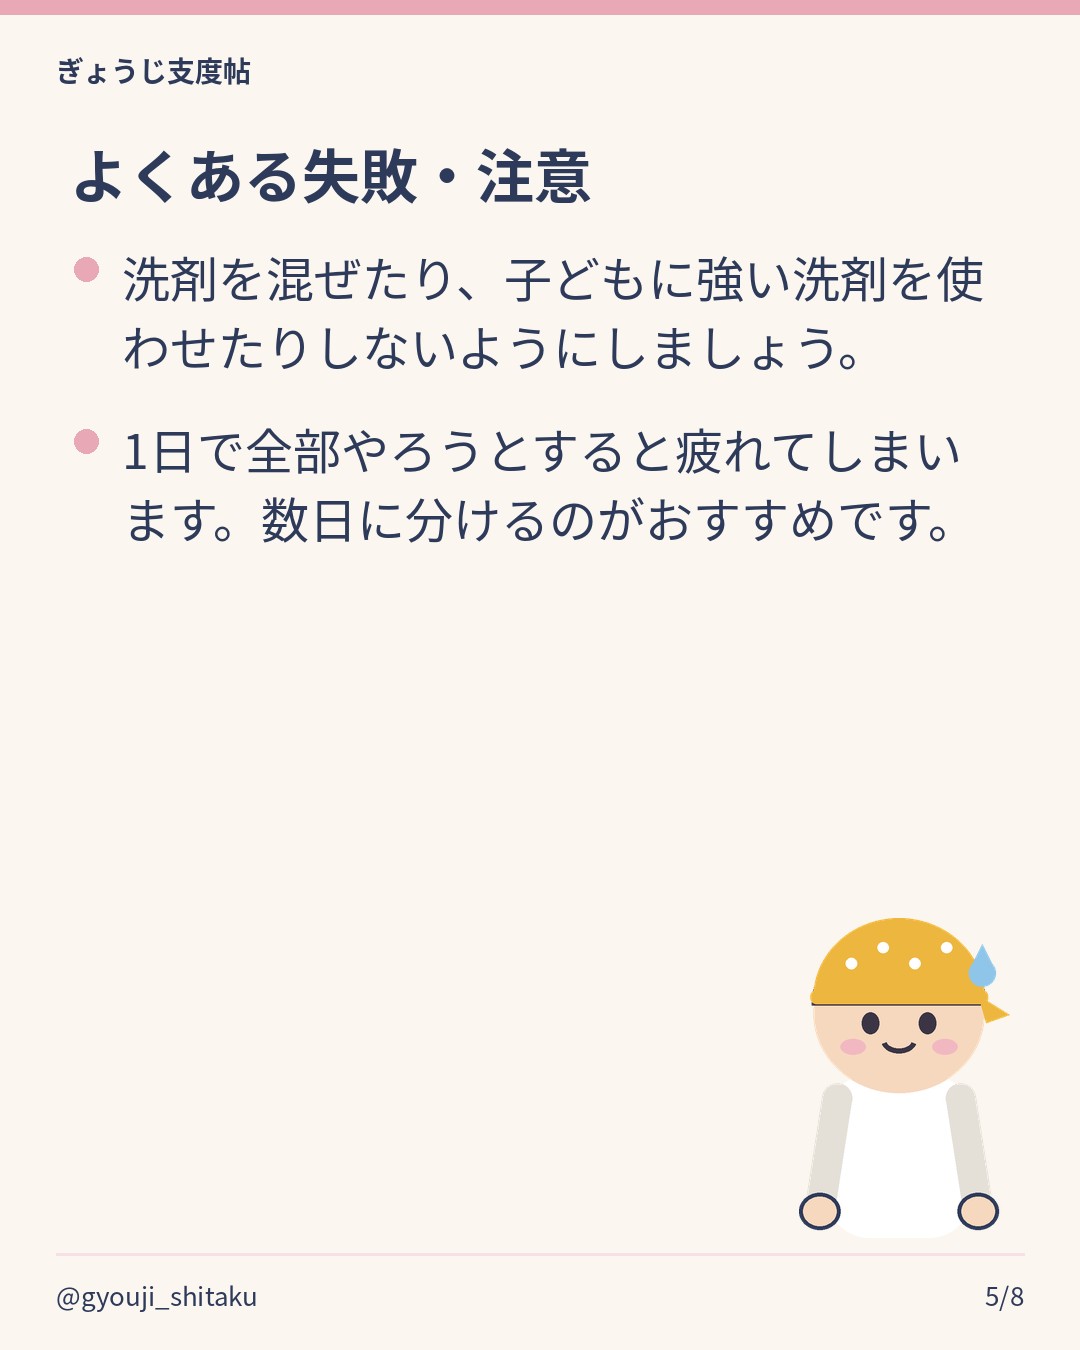 ぎょうじ支度帖
よくある失敗・注意
洗剤を混ぜたり、子どもに強い洗剤を使
わせたりしないようにしましょう。
1日で全部やろうとすると疲れてしまい
ます。数日に分けるのがおすすめです。
@gyouji_shitaku
5/8